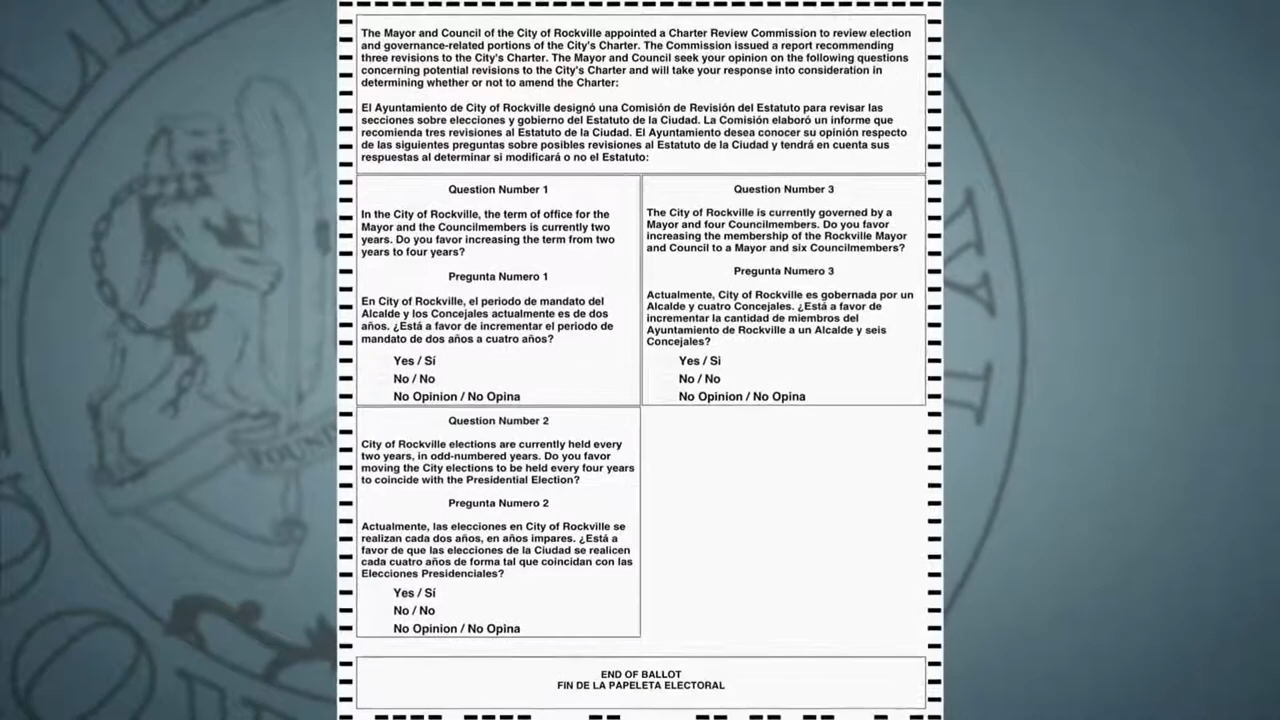 The Mayor and Council of the City of Rockville appointed a Charter Review Commission to review election
and governance-related portions of the City's Charter. The Commission issued a report recommending
three revisions to the City's Charter. The Mayor and Council seek your opinion on the following questions
concerning potential revisions to the City's Charter and will take your response into consideration in
determining whether or not to amend the Charter:
El Ayuntamiento de City of Rockville designó una Comisión de Revisión del Estatuto para revisar las
secciones sobre elecciones y gobierno del Estatuto de la Ciudad. La Comisión elaboró un informe que
recomienda tres revisiones al Estatuto de la Ciudad. El Ayuntamiento desea conocer su opinión respecto
de las siguientes preguntas sobre posibles revisiones al Estatuto de la Ciudad y tendrá en cuenta sus
respuestas al determinar si modificará o no el Estatuto:
Question Number 1
In the City of Rockville, the term of office for the
Mayor and the Councilmembers is currently two
years. Do you favor increasing the term from two
years to four years?
Pregunta Numero 1
En City of Rockville, el periodo de mandato del
Alcalde y los Concejales actualmente es de dos
años. ¿Está a favor de incrementar el periodo de
mandato de dos años a cuatro años?
Yes / Sí
No / No
No Opinion / No Opina
Question Number 2
City of Rockville elections are currently held every
two years, in odd-numbered years. Do you favor
moving the City elections to be held every four years
to coincide with the Presidential Election?
Pregunta Numero 2
Actualmente, las elecciones en City of Rockville se
realizan cada dos años, en años impares. ¿Está a
favor de que las elecciones de la Ciudad se realicen
cada cuatro años de forma tal que coincidan con las
Elecciones Presidenciales?
Yes / Sí
No / No
No Opinion / No Opina
Question Number 3
The City of Rockville is currently governed by a
Mayor and four Councilmembers. Do you favor
increasing the membership of the Rockville Mayor
and Council to a Mayor and six Councilmembers?
Pregunta Numero 3
Actualmente, City of Rockville es gobernada por un
Alcalde y cuatro Concejales. ¿Está a favor de
incrementar la cantidad de miembros del
Ayuntamiento de Rockville a un Alcalde y seis
Concejales?
Yes / Sì
No / No
No Opinion / No Opina
END OF BALLOT
FIN DE LA PAPELETA ELECTORAL